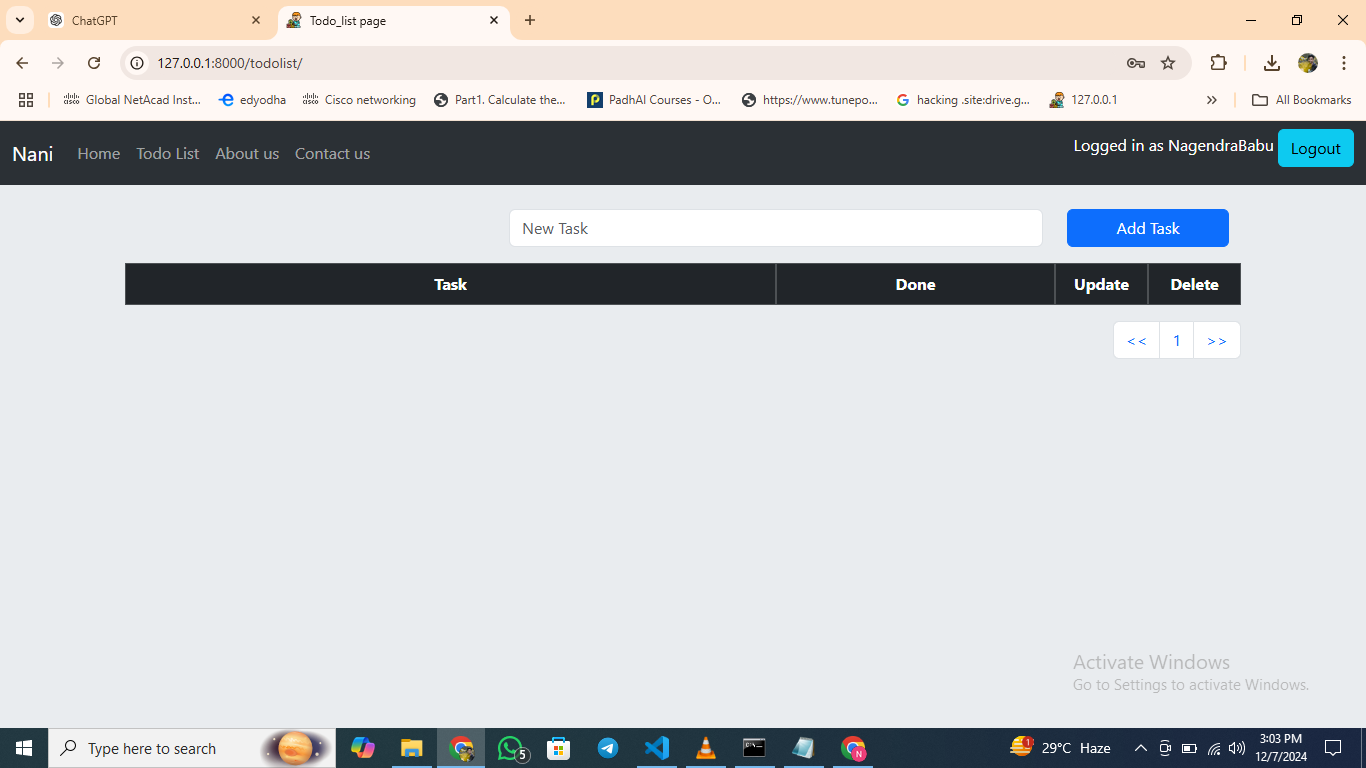 ChatGPT
Todo_list page
127.0.0.1:8000/todolist/
Global NetAcad Inst... edyodha Cisco networking Part1. Calculate the... PadhAI Courses - O... https://www.tunepo... hacking .site:drive.g... 127.0.0.1 » All Bookmarks
Nani Home Todo List About us Contact us Logged in as NagendraBabu Logout
New Task Add Task
Task Done Update Delete
<< 1 >>
Activate Windows
Go to Settings to activate Windows.
Type here to search 5 1 29°C Haze 3:03 PM
N 12/7/2024